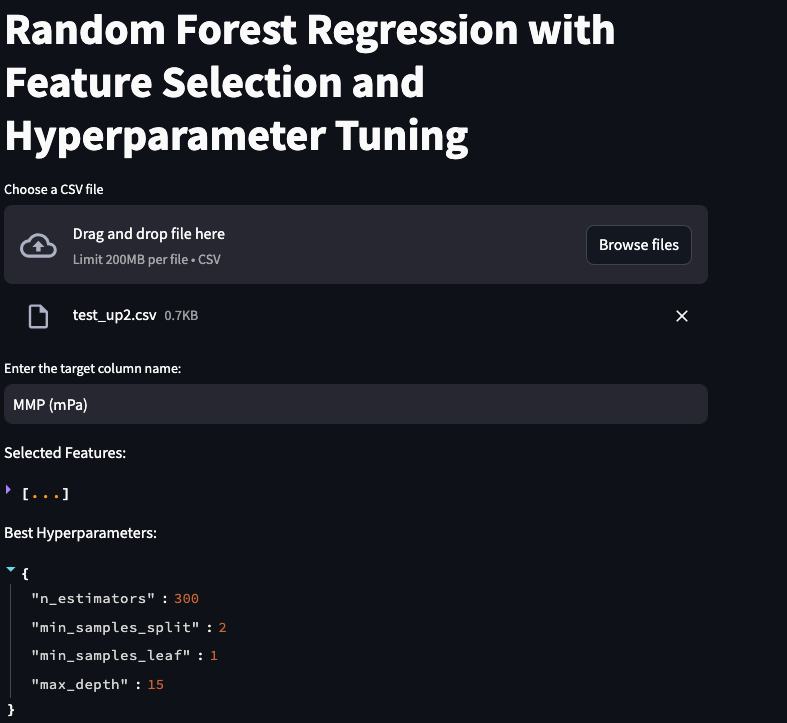 Random Forest Regression with
Feature Selection and
Hyperparameter Tuning
Choose a CSV file
Drag and drop file here
Limit 200MB per file • CSV
Browse files
test_up2.csv 0.7KB
Enter the target column name:
MMP (mPa)
Selected Features:
[...]
Best Hyperparameters:
{
"n_estimators" : 300
"min_samples_split" : 2
"min_samples_leaf" : 1
"max_depth" : 15
}